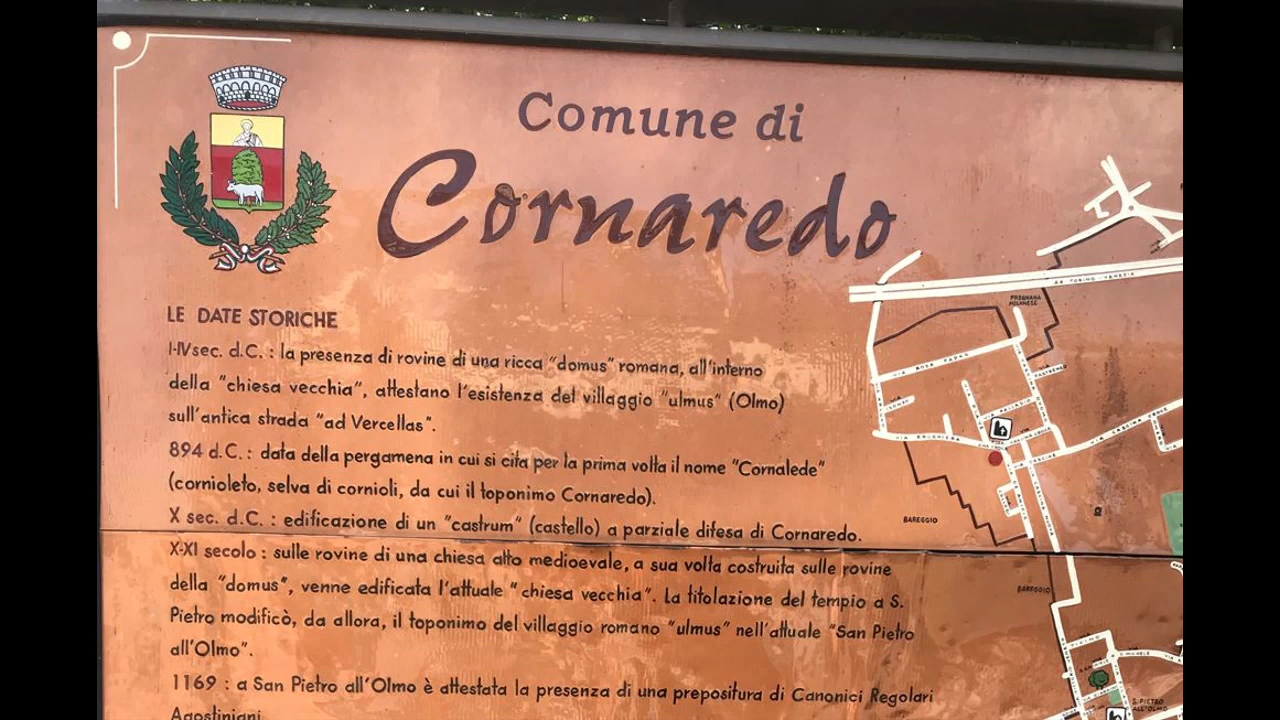 Comune di
Cornaredo
LE DATE STORICHE
I-IV sec. d.C. : la presenza di rovine di una ricca "domus" romana, all'interno
della "chiesa vecchia", attestano l'esistenza del villaggio "ulmus" (Olmo)
sull'antica strada "ad Vercellas".
894 d.C. : data della pergamena in cui si cita per la prima volta il nome "Cornalede"
(cornioleto, selva di cornioli, da cui il toponimo Cornaredo).
X sec. d.C. : edificazione di un "castrum" (castello) a parziale difesa di Cornaredo.
X-XI secolo : sulle rovine di una chiesa alto medioevale, a sua volta costruita sulle rovine
della "domus", venne edificata l'attuale "chiesa vecchia". La titolazione del tempio a S.
Pietro modificò, da allora, il toponimo del villaggio romano "ulmus" nell'attuale "San Pietro
all'Olmo".
1169 : a San Pietro all'Olmo è attestata la presenza di una prepositura di Canonici Regolari
Agostiniani
A4 TORINO - VENEZIA
PREGNANA
MILANESE
BAREGGIO
BAREGGIO
S. PIETRO
ALL'OLMO